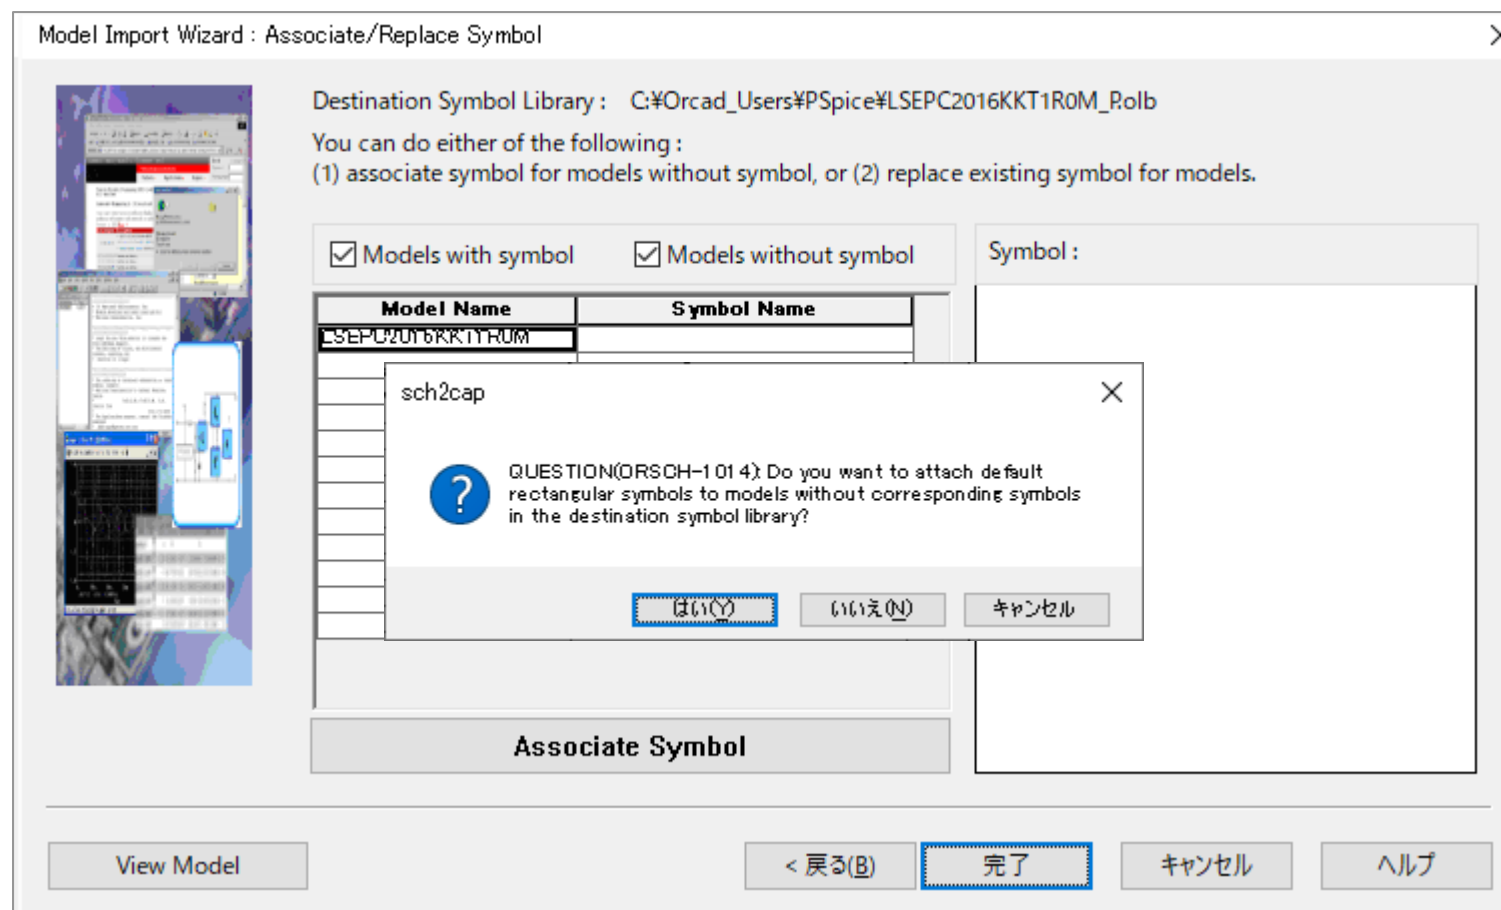 Model Import Wizard : Associate/Replace Symbol
Destination Symbol Library : C:¥Orcad_Users¥PSpice¥LSEPC2016KKT1R0M_P.olb
You can do either of the following :
(1) associate symbol for models without symbol, or (2) replace existing symbol for models.
Models with symbol
Models without symbol
Symbol :
Model Name
Symbol Name
LSEPC2016KKT1R0M
sch2cap
QUESTION(ORSCH-1014): Do you want to attach default
rectangular symbols to models without corresponding symbols
in the destination symbol library?
はい(Y)
いいえ(N)
キャンセル
Associate Symbol
View Model
< 戻る(B)
完了
キャンセル
ヘルプ